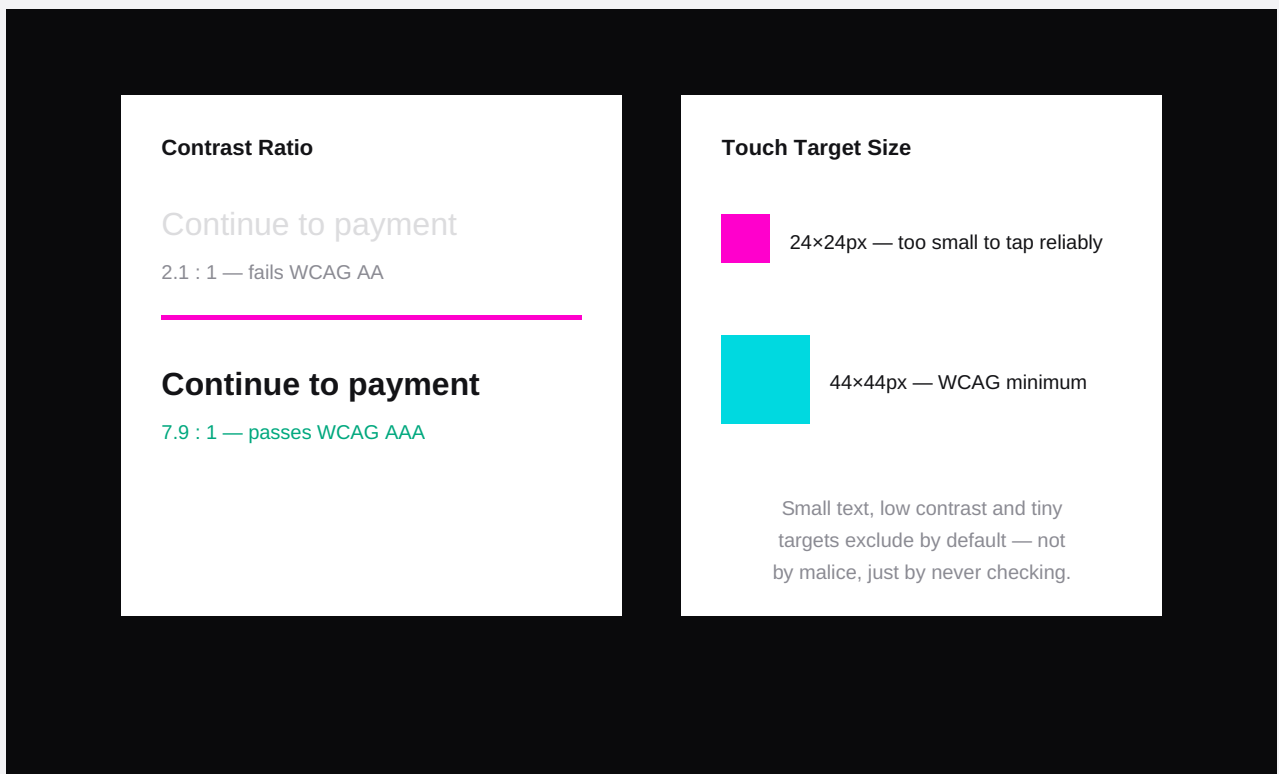 Contrast Ratio
Continue to payment
2.1 : 1 — fails WCAG AA
Continue to payment
7.9 : 1 — passes WCAG AAA
Touch Target Size
24×24px — too small to tap reliably
44×44px — WCAG minimum
Small text, low contrast and tiny
targets exclude by default — not
by malice, just by never checking.